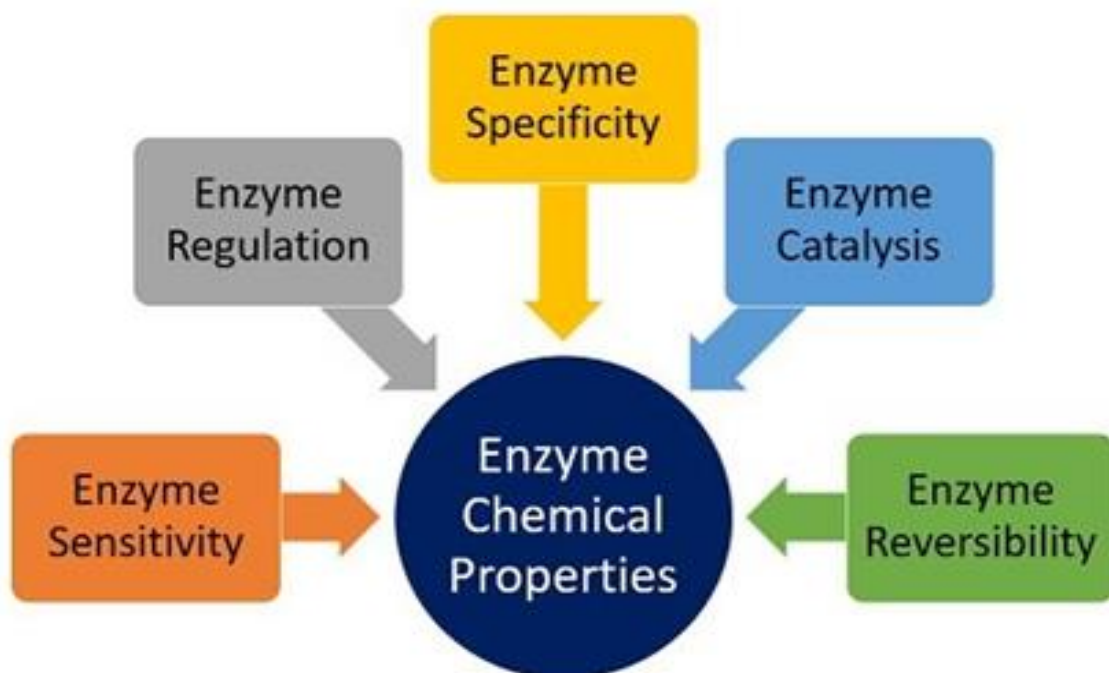 Enzyme
Specificity
Enzyme
Regulation
Enzyme
Catalysis
Enzyme
Sensitivity
Enzyme
Chemical
Properties
Enzyme
Reversibility